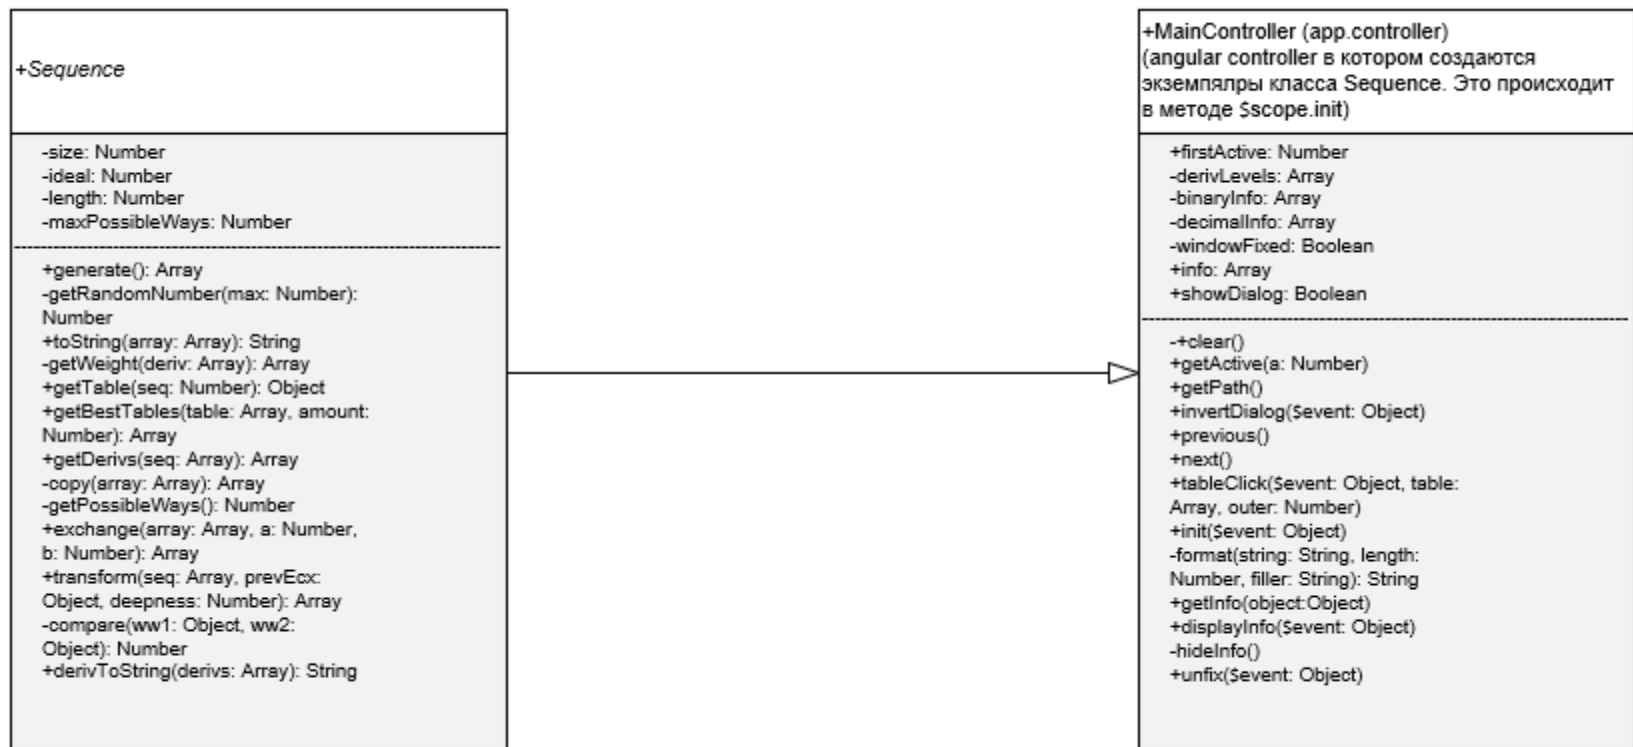 +Sequence
-size: Number
-ideal: Number
-length: Number
-maxPossibleWays: Number
+generate(): Array
-getRandomNumber(max: Number):
Number
+toString(array: Array): String
-getWeight(deriv: Array): Array
+getTable(seq: Number): Object
+getBestTables(table: Array, amount:
Number): Array
+getDerivs(seq: Array): Array
-copy(array: Array): Array
-getPossibleWays(): Number
+exchange(array: Array, a: Number,
b: Number): Array
+transform(seq: Array, prevEcx:
Object, deepness: Number): Array
-compare(ww1: Object, ww2:
Object): Number
+derivToString(derivs: Array): String
+MainController (app.controller)
(angular controller в котором создаются
экземпялры класса Sequence. Это происходит
в методе $scope.init)
+firstActive: Number
-derivLevels: Array
-binaryInfo: Array
-decimalInfo: Array
-windowFixed: Boolean
+info: Array
+showDialog: Boolean
-+clear()
+getActive(a: Number)
+getPath()
+invertDialog($event: Object)
+previous()
+next()
+tableClick($event: Object, table:
Array, outer: Number)
+init($event: Object)
-format(string: String, length:
Number, filler: String): String
+getInfo(object:Object)
+displayInfo($event: Object)
-hideInfo()
+unfix($event: Object)